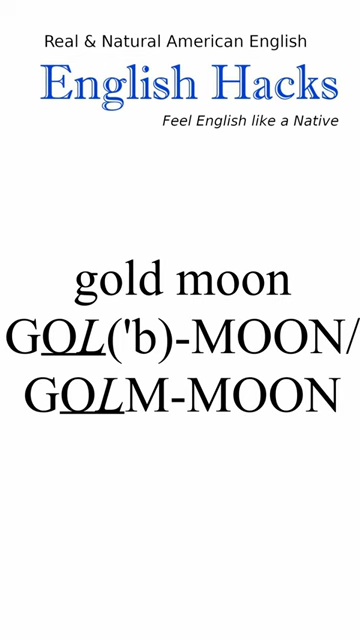 Real & Natural American English
English Hacks
Feel English like a Native
gold moon
GOL('b)-MOON/
GOLM-MOON